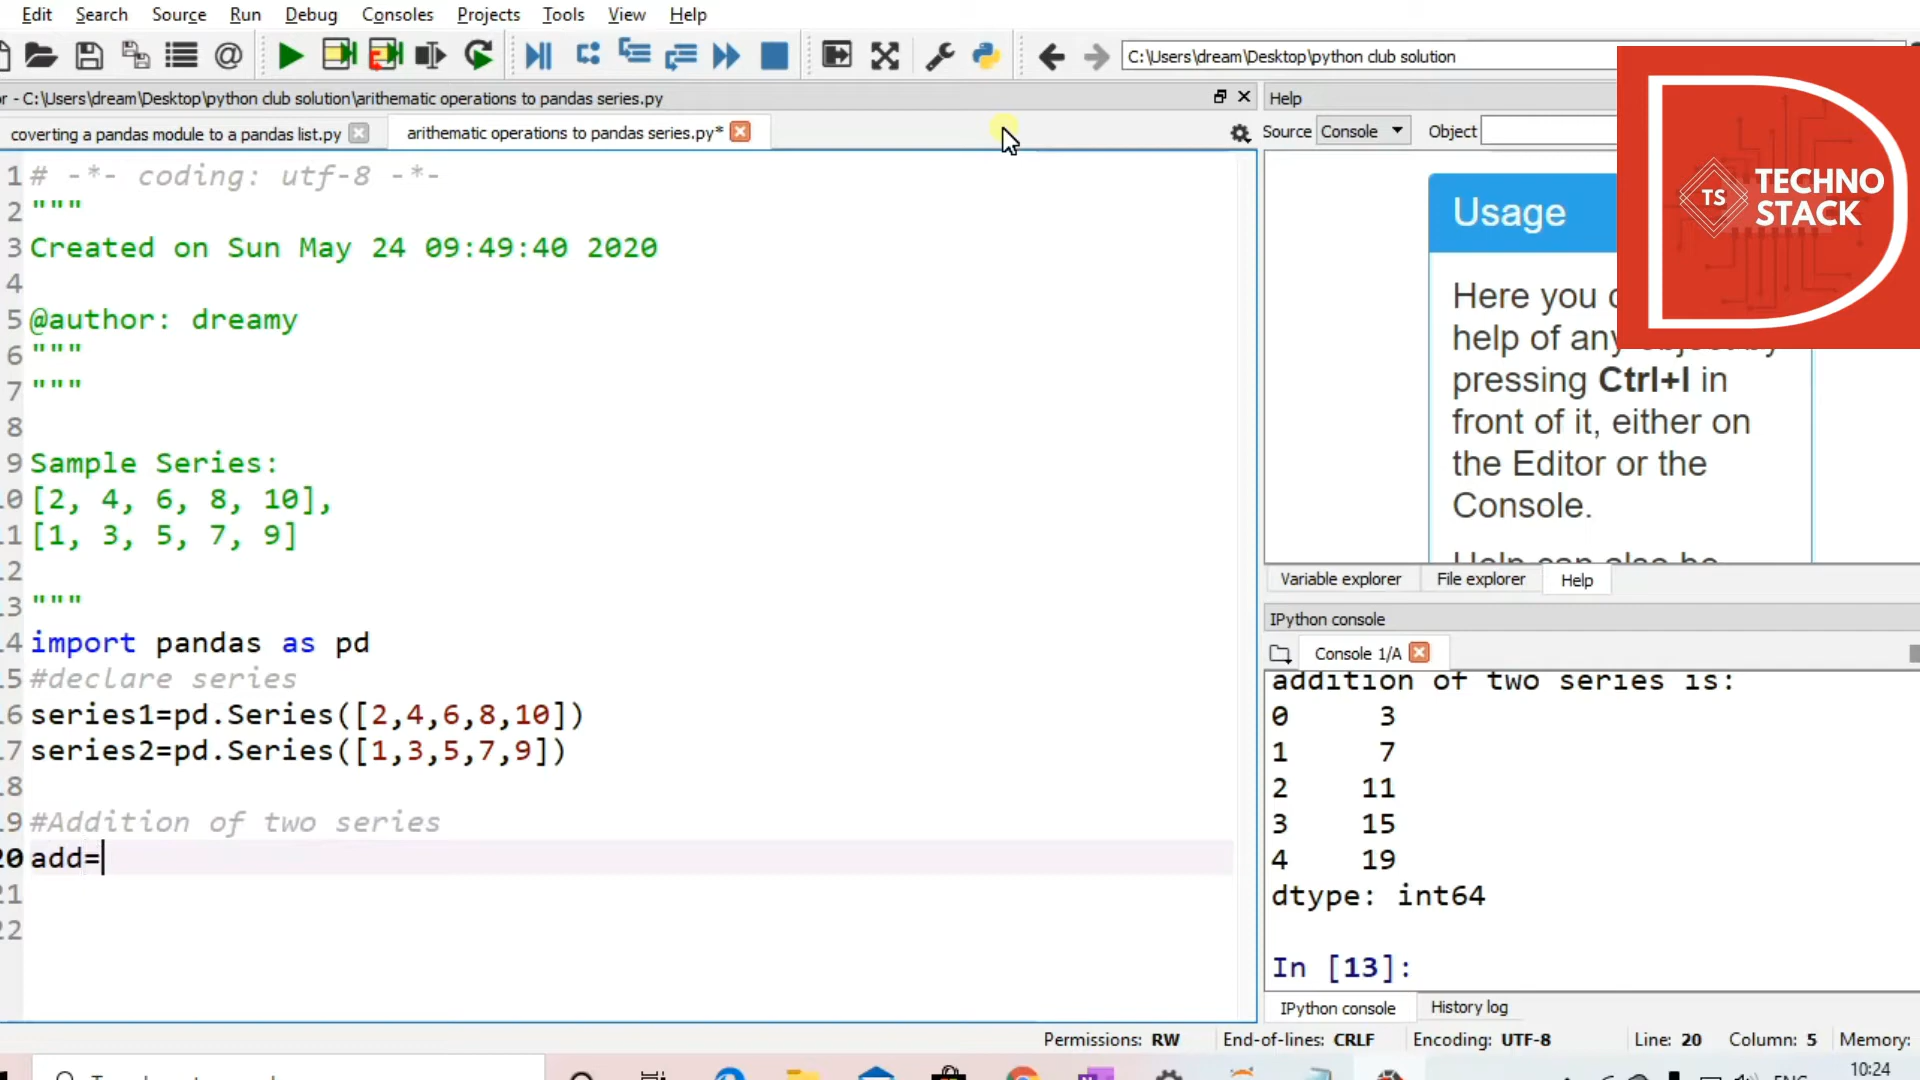 Edit Search Source Run Debug Consoles Projects Tools View Help
C:\Users\dream\Desktop\python club solution
r - C:\Users\dream\Desktop\arithematic operations to pandas series.py
Help
coverting a pandas module to a pandas list.py
arithematic operations to pandas series.py*
Source Console Object
1 # -*- coding: utf-8 -*-
2 """
3 Created on Sun May 24 09:49:40 2020
4
5 @author: dreamy
6 """
7 """
8
9 Sample Series:
0 [2, 4, 6, 8, 10],
1 [1, 3, 5, 7, 9]
2
3 """
4 import pandas as pd
5 #declare series
6 series1=pd.Series([2,4,6,8,10])
7 series2=pd.Series([1,3,5,7,9])
8
9 #Addition of two series
20 add=
21
22
TS
TECHNO
STACK
Usage
Here you
help of any
pressing Ctrl+I in
front of it, either on
the Editor or the
Console.
Help can also be
Variable explorer File explorer Help
IPython console
Console 1/A
addition of two series is:
0 3
1 7
2 11
3 15
4 19
dtype: int64
In [13]:
IPython console History log
Permissions: RW End-of-lines: CRLF Encoding: UTF-8 Line: 20 Column: 5 Memory:
10:24